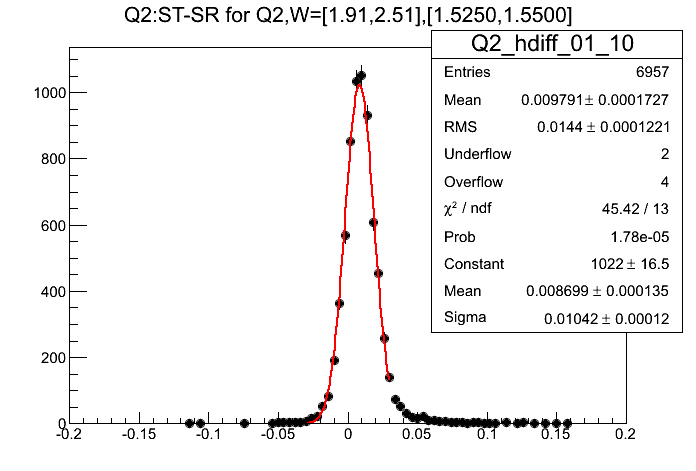 Q2:ST-SR for Q2,W=[1.91,2.51],[1.5250,1.5500]
Q2_hdiff_01_10
Entries 6957
Mean 0.009791± 0.0001727
RMS 0.0144 ± 0.0001221
Underflow 2
Overflow 4
χ² / ndf 45.42 / 13
Prob 1.78e-05
Constant 1022 ± 16.5
Mean 0.008699 ± 0.000135
Sigma 0.01042 ± 0.00012
1000
800
600
400
200
0
-0.2 -0.15 -0.1 -0.05 0 0.05 0.1 0.15 0.2